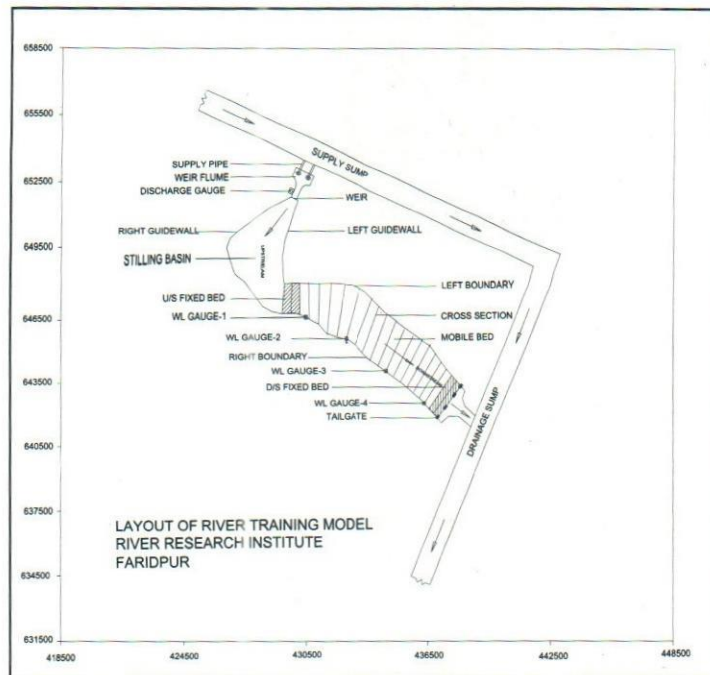 658500
655500
652500
649500
646500
643500
640500
637500
634500
631500
418500
424500
430500
436500
442500
448500
SUPPLY SUMP
SUPPLY PIPE
WEIR FLUME
DISCHARGE GAUGE
WEIR
RIGHT GUIDEWALL
LEFT GUIDEWALL
STILLING BASIN
UPSTREAM
LEFT BOUNDARY
U/S FIXED BED
WL GAUGE-1
CROSS SECTION
WL GAUGE-2
MOBILE BED
RIGHT BOUNDARY
WL GAUGE-3
D/S FIXED BED
WL GAUGE-4
TAILGATE
DRAINAGE SUMP
LAYOUT OF RIVER TRAINING MODEL
RIVER RESEARCH INSTITUTE
FARIDPUR